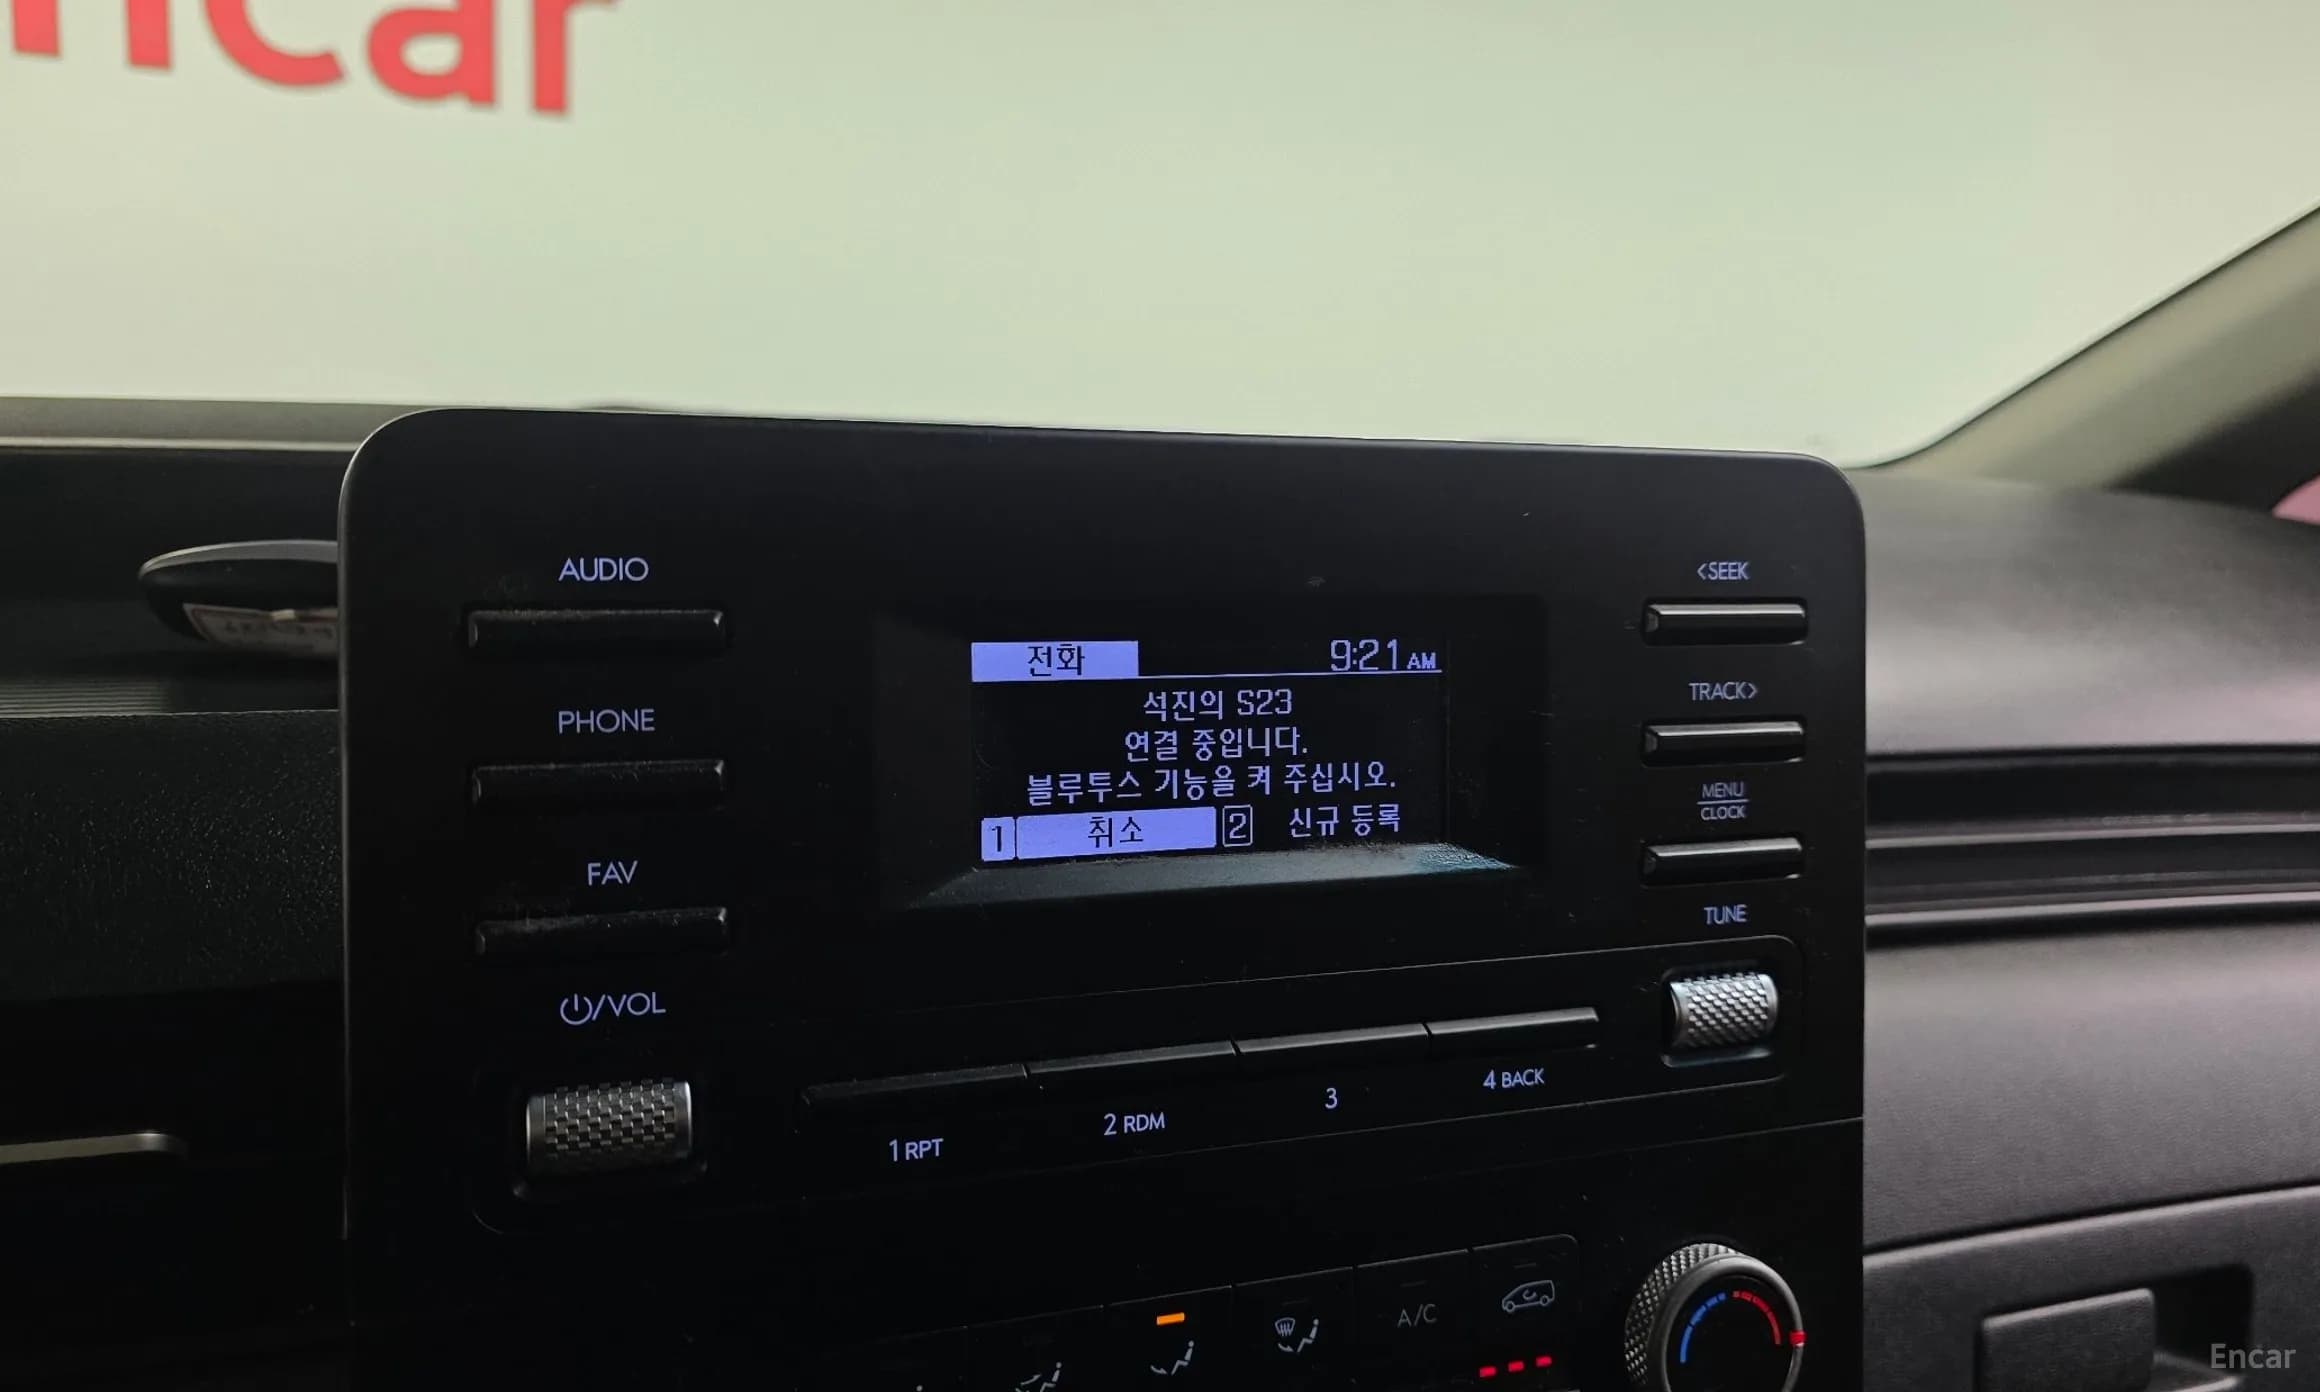 ncar
AUDIO
PHONE
FAV
/VOL
전화
9:21 AM
석진의 S23
연결 중입니다.
블루투스 기능을 켜 주십시오.
1 취소 2 신규 등록
<SEEK
TRACK>
MENU
CLOCK
TUNE
1 RPT
2 RDM
3
4 BACK
A/C
Encar